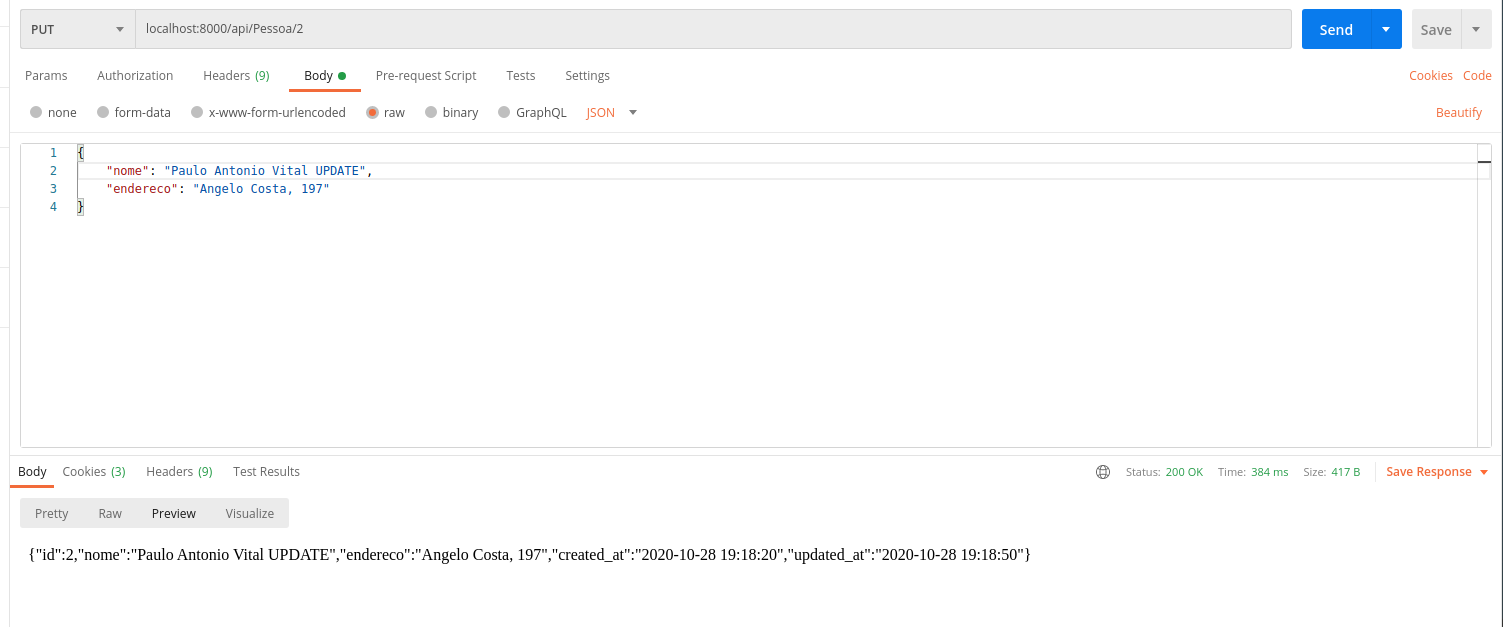 PUT localhost:8000/api/Pessoa/2 Send Save
Params Authorization Headers (9) Body Pre-request Script Tests Settings Cookies Code
none form-data x-www-form-urlencoded raw binary GraphQL JSON Beautify
1 {
2 "nome": "Paulo Antonio Vital UPDATE",
3 "endereco": "Angelo Costa, 197"
4 }
Body Cookies (3) Headers (9) Test Results Status: 200 OK Time: 384 ms Size: 417 B Save Response
Pretty Raw Preview Visualize
{"id":2,"nome":"Paulo Antonio Vital UPDATE","endereco":"Angelo Costa, 197","created_at":"2020-10-28 19:18:20","updated_at":"2020-10-28 19:18:50"}